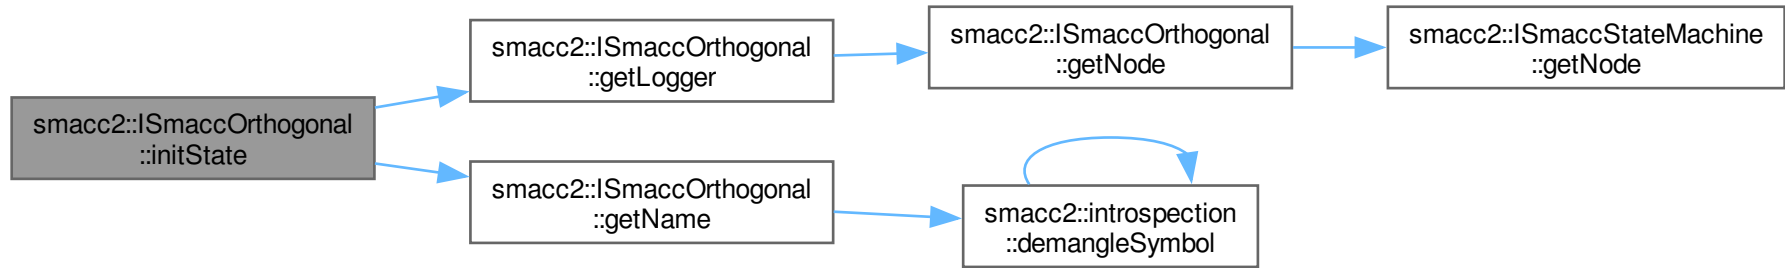 smacc2::ISmaccOrthogonal
::initState
smacc2::ISmaccOrthogonal
::getLogger
smacc2::ISmaccOrthogonal
::getNode
smacc2::ISmaccStateMachine
::getNode
smacc2::ISmaccOrthogonal
::getName
smacc2::introspection
::demangleSymbol